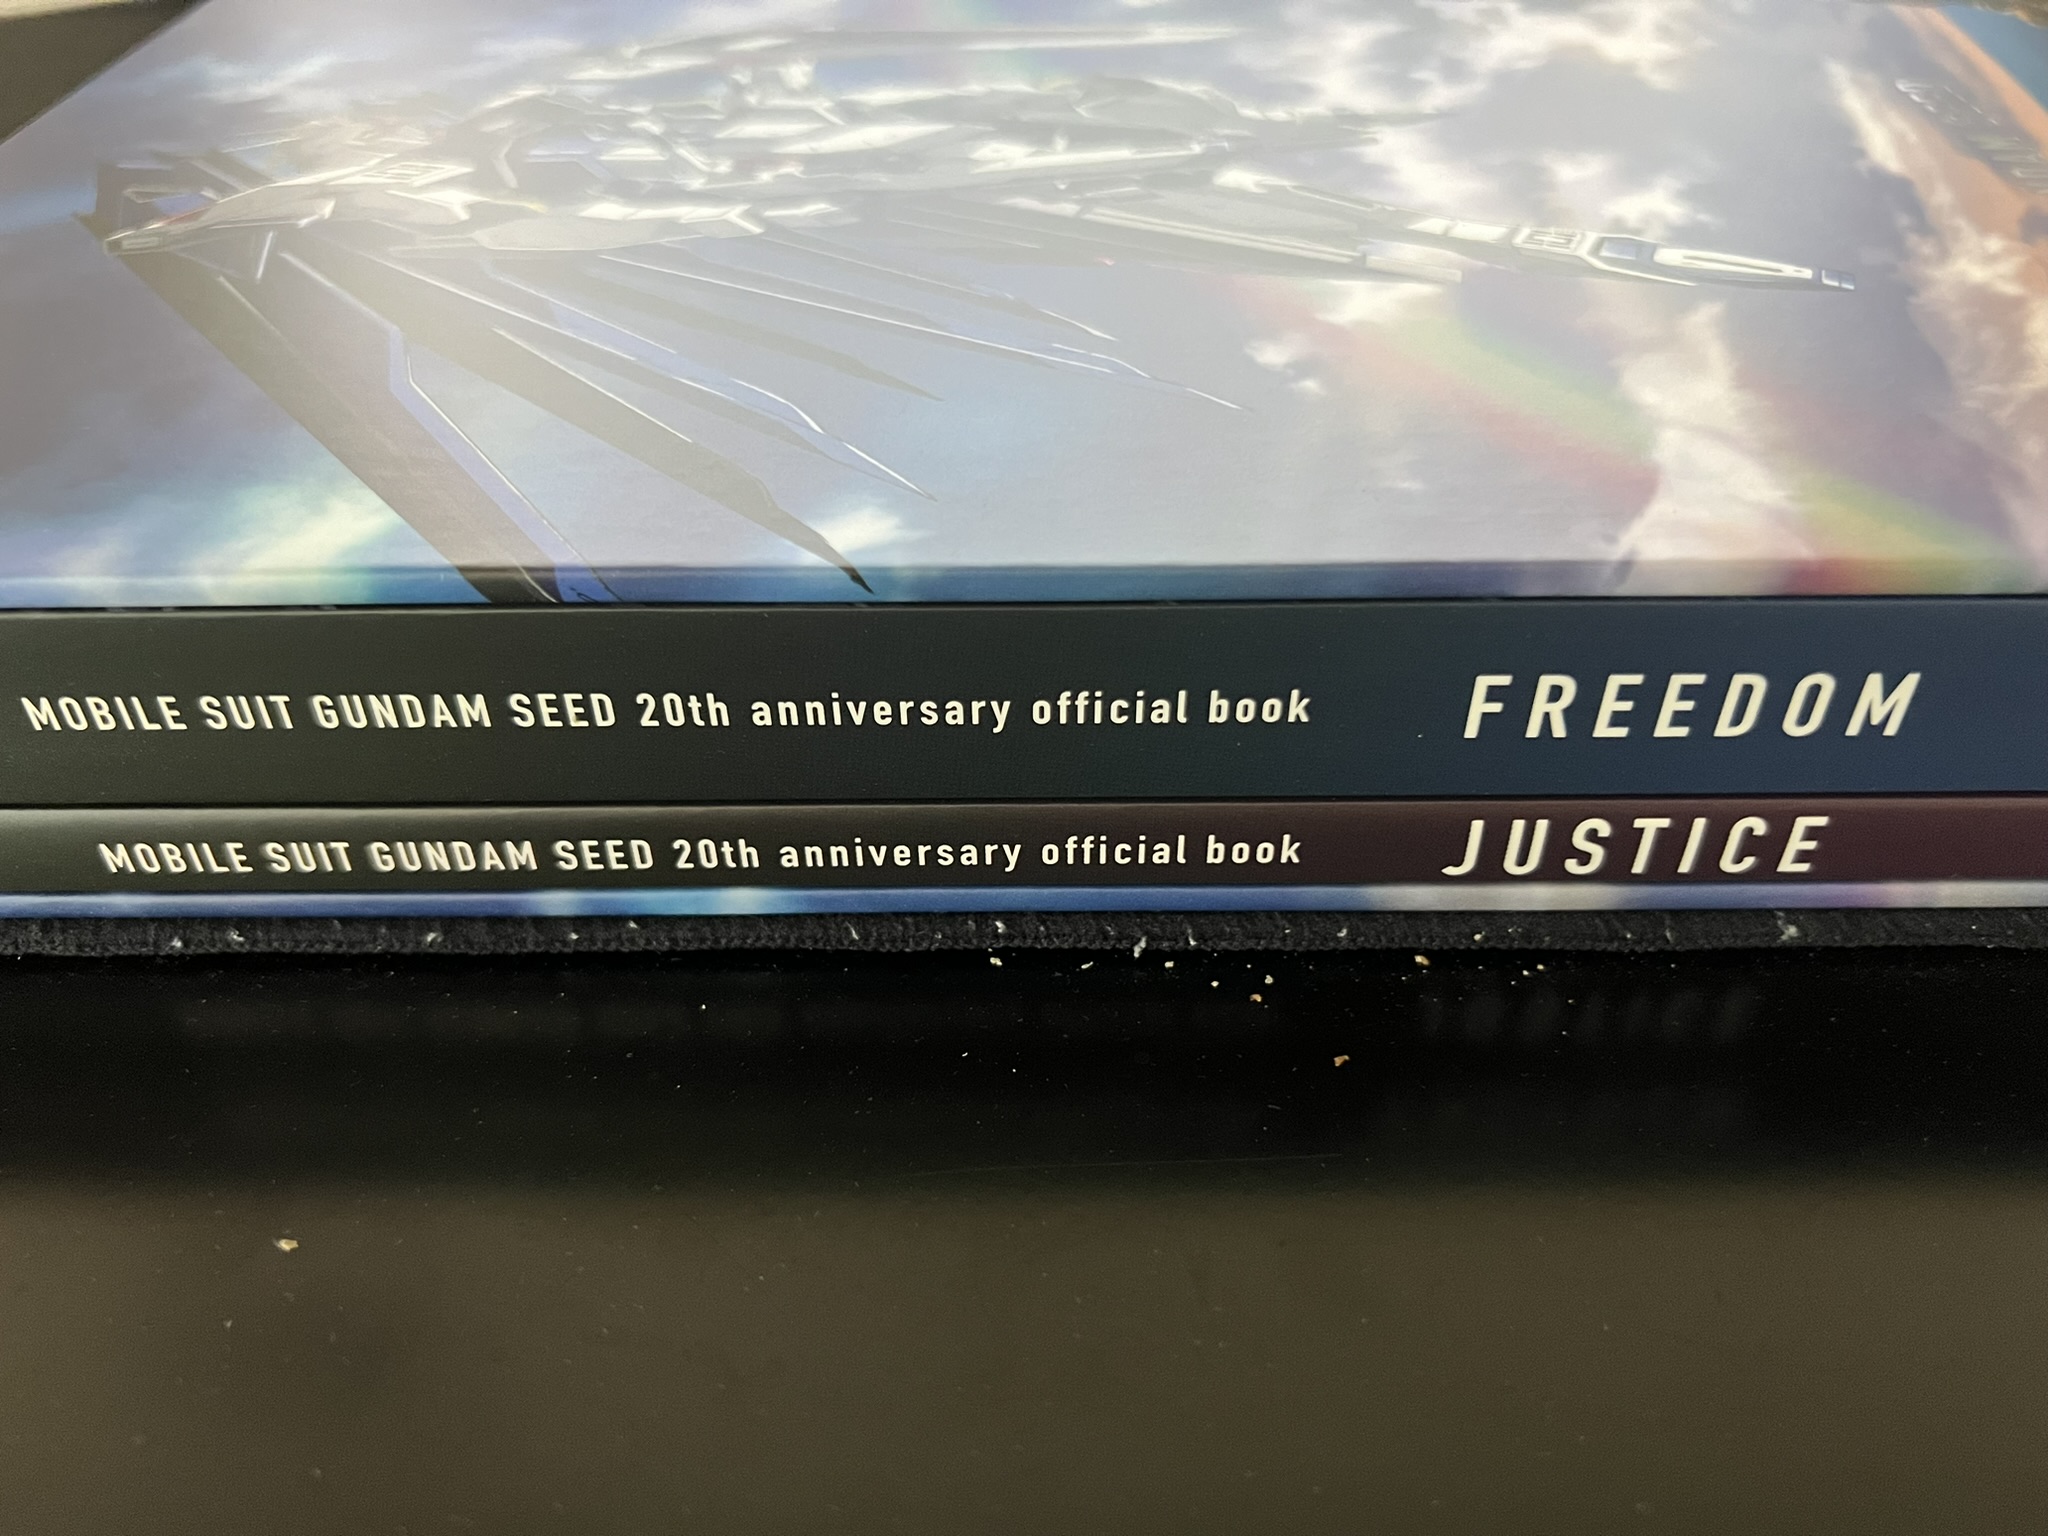 MOBILE SUIT GUNDAM SEED 20th anniversary official book FREEDOM
MOBILE SUIT GUNDAM SEED 20th anniversary official book JUSTICE